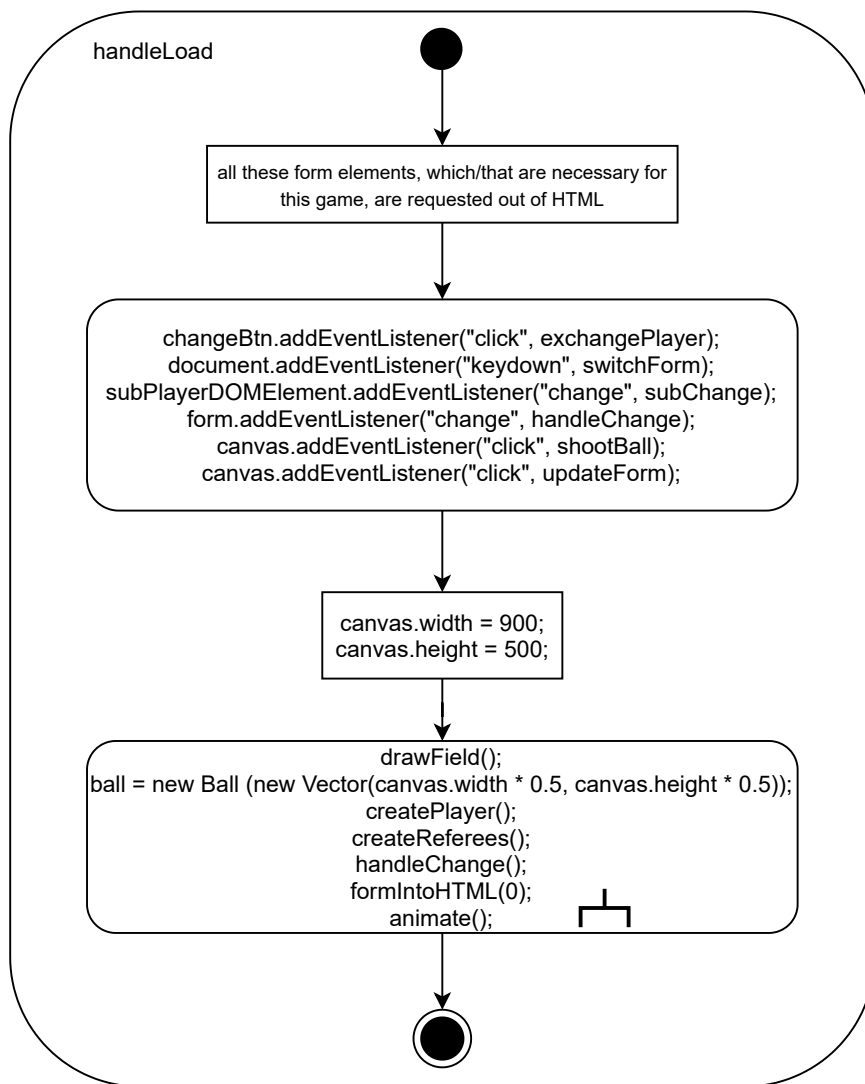 handleLoad
all these form elements, which/that are necessary for
this game, are requested out of HTML
changeBtn.addEventListener("click", exchangePlayer);
document.addEventListener("keydown", switchForm);
subPlayerDOMElement.addEventListener("change", subChange);
form.addEventListener("change", handleChange);
canvas.addEventListener("click", shootBall);
canvas.addEventListener("click", updateForm);
canvas.width = 900;
canvas.height = 500;
drawField();
ball = new Ball (new Vector(canvas.width * 0.5, canvas.height * 0.5));
createPlayer();
createReferees();
handleChange();
formIntoHTML(0);
animate();